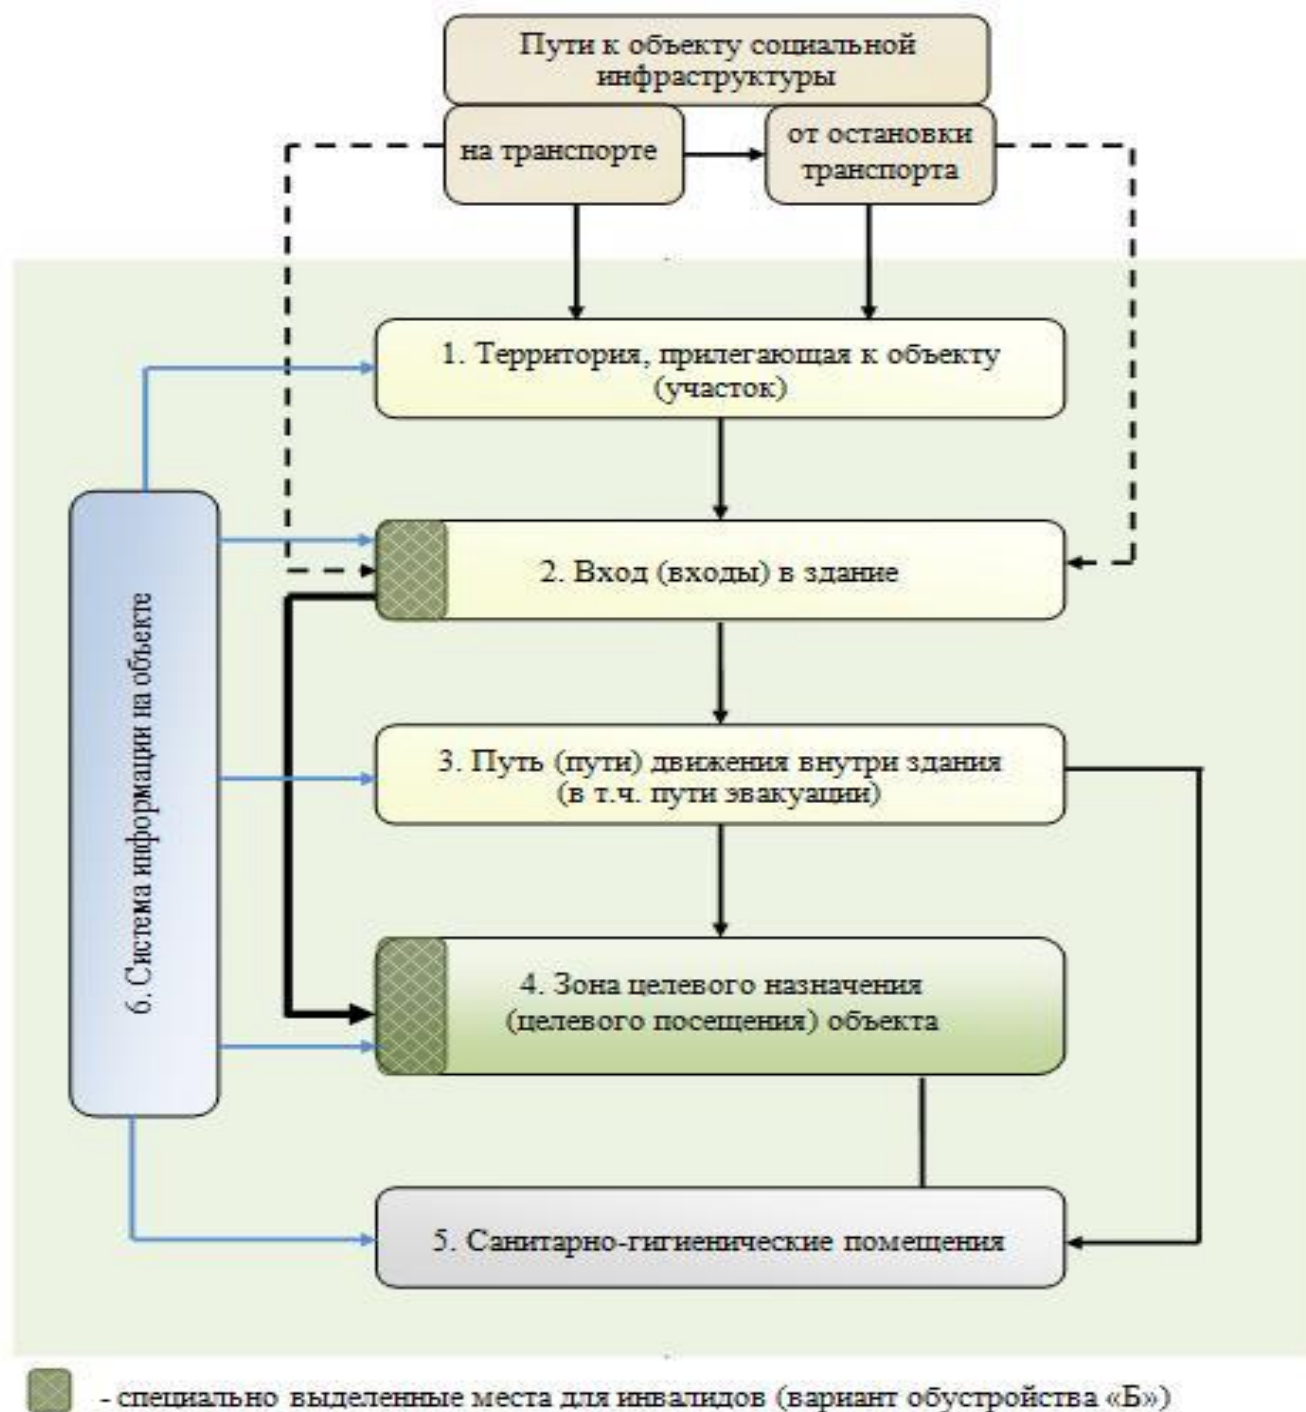 Пути к объекту социальной
инфраструктуры
на транспорте
от остановки
транспорта
1. Территория, прилегающая к объекту
(участок)
2. Вход (входы) в здание
3. Путь (пути) движения внутри здания
(в т.ч. пути эвакуации)
4. Зона целевого назначения
(целевого посещения) объекта
5. Санитарно-гигиенические помещения
6. Система информации на объекте
- специально выделенные места для инвалидов (вариант обустройства «Б»)